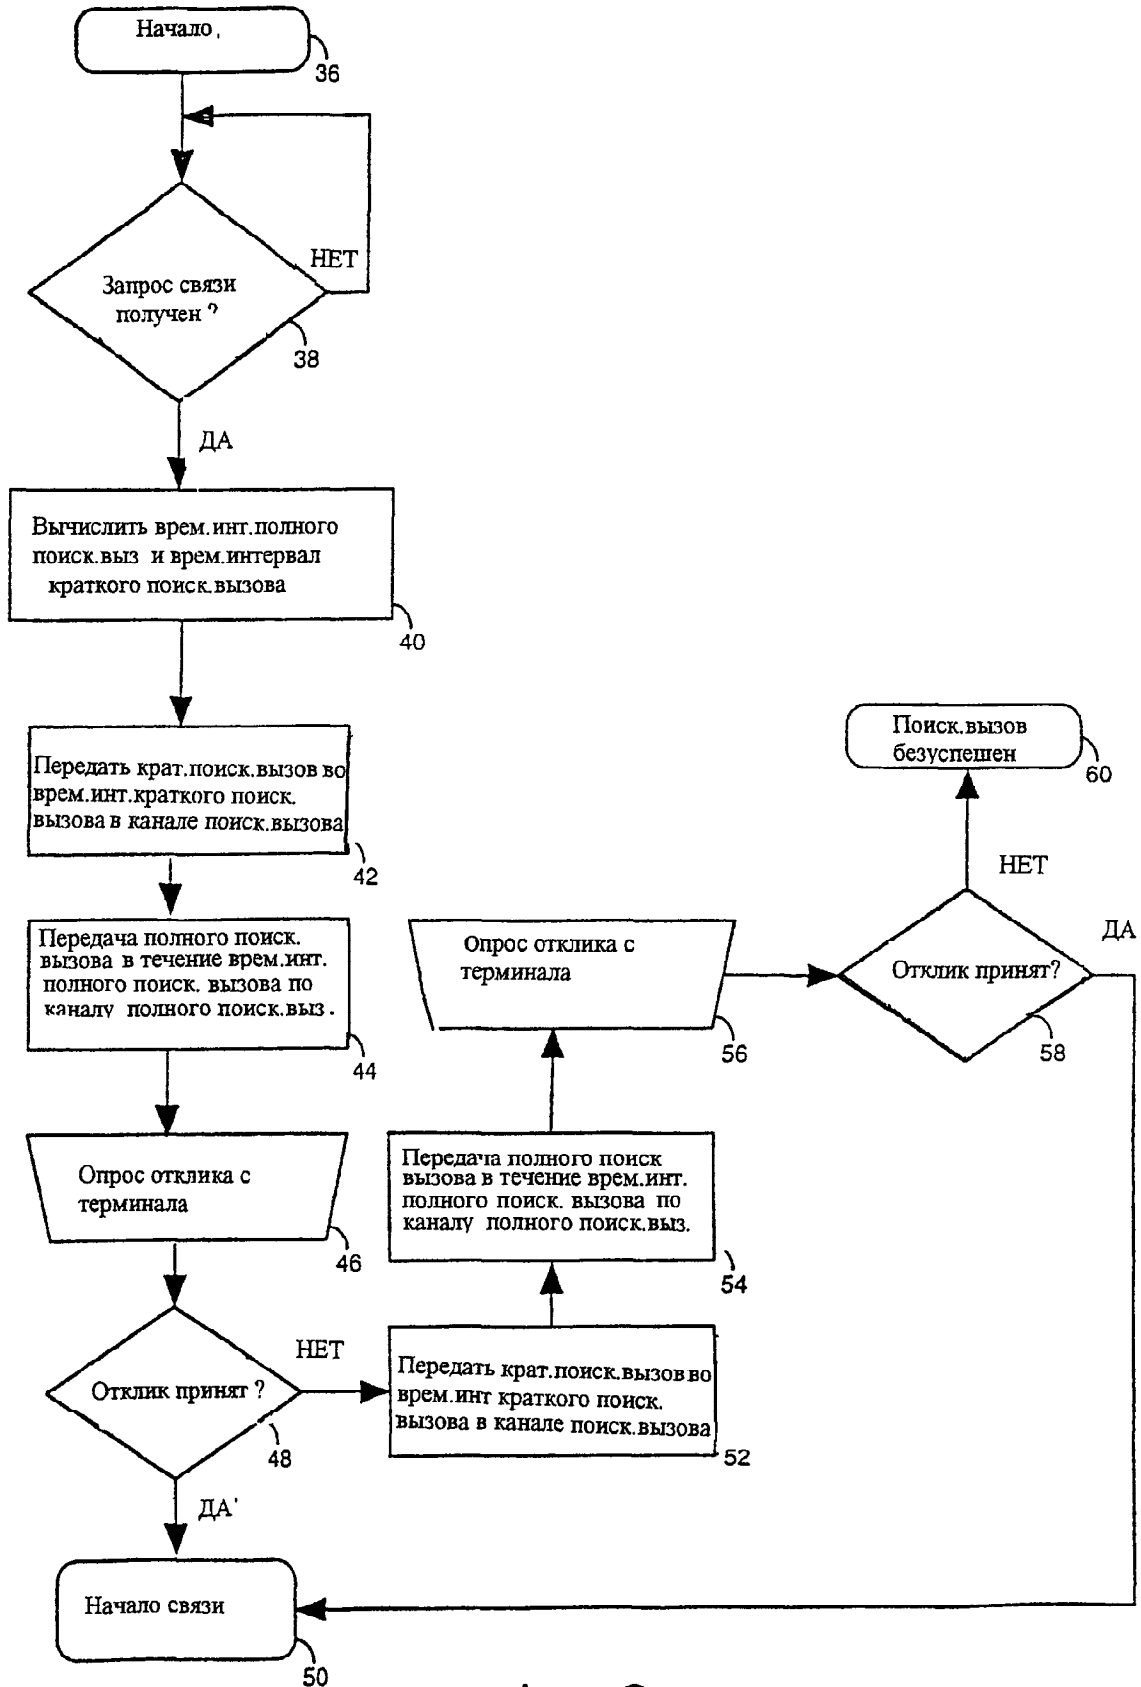 Начало.
36
НЕТ
Запрос связи
получен ?
38
ДА
Вычислить врем.инт.полного
поиск.выз и врем.интервал
краткого поиск.вызова
40
Передать крат.поиск.вызов во
врем.инт.краткого поиск.
вызова в канале поиск.вызова
42
Передача полного поиск.
вызова в течение врем.инт.
полного поиск. вызова по
каналу полного поиск.выз.
44
Опрос отклика с
терминала
46
Отклик принят ?
48
НЕТ
ДА
Начало связи
50
Передать крат.поиск.вызов во
врем.инт краткого поиск.
вызова в канале поиск.вызова
52
Передача полного поиск
вызова в течение врем.инт.
полного поиск. вызова по
каналу полного поиск.выз.
54
Опрос отклика с
терминала
56
Отклик принят?
58
НЕТ
ДА
Поиск.вызов
безуспешен
60